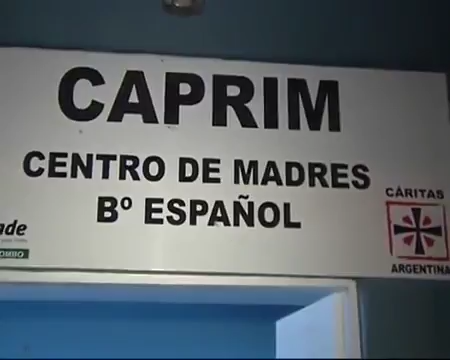 CAPRIM
CENTRO DE MADRES
Bº ESPAÑOL
CÁRITAS
ARGENTINA